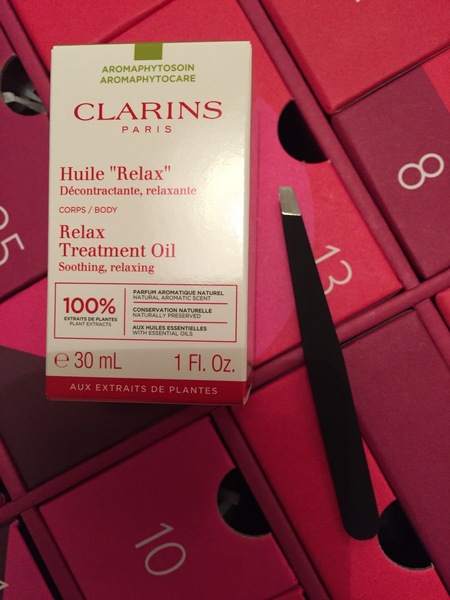 AROMAPHYTOSOIN
AROMAPHYTOCARE
CLARINS
PARIS
Huile "Relax"
Décontractante, relaxante
CORPS / BODY
Relax
Treatment Oil
Soothing, relaxing
100%
EXTRAITS DE PLANTES
PLANT EXTRACTS
PARFUM AROMATIQUE NATUREL
NATURAL AROMATIC SCENT
CONSERVATION NATURELLE
NATURALLY PRESERVED
AUX HUILES ESSENTIELLES
WITH ESSENTIAL OILS
℮ 30 mL 1 Fl. Oz.
AUX EXTRAITS DE PLANTES
8
13
10